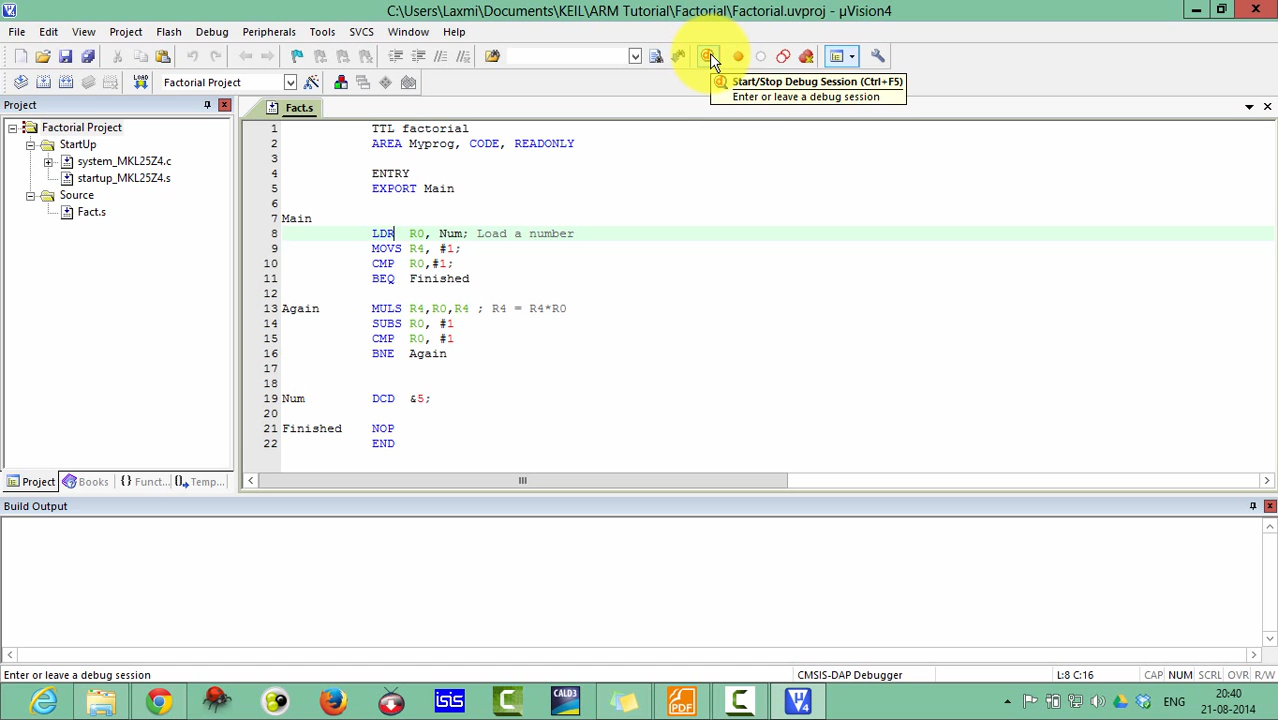 C:\Users\Laxmi\Documents\KEIL\ARM Tutorial\Factorial\Factorial.uvproj - µVision4
File Edit View Project Flash Debug Peripherals Tools SVCS Window Help
Start/Stop Debug Session (Ctrl+F5)
Enter or leave a debug session
LOAD Factorial Project
Project
Fact.s
Factorial Project
StartUp
system_MKL25Z4.c
startup_MKL25Z4.s
Source
Fact.s
1 TTL factorial
2 AREA Myprog, CODE, READONLY
3
4 ENTRY
5 EXPORT Main
6
7 Main
8 LDR R0, Num; Load a number
9 MOVS R4, #1;
10 CMP R0,#1;
11 BEQ Finished
12
13 Again MULS R4,R0,R4 ; R4 = R4*R0
14 SUBS R0, #1
15 CMP R0, #1
16 BNE Again
17
18
19 Num DCD &5;
20
21 Finished NOP
22 END
Project Books {} Funct... Temp...
Build Output
Enter or leave a debug session CMSIS-DAP Debugger L:8 C:16 CAP NUM SCRL OVR R/W
isis CALD3 PDF ENG 20:40
21-08-2014